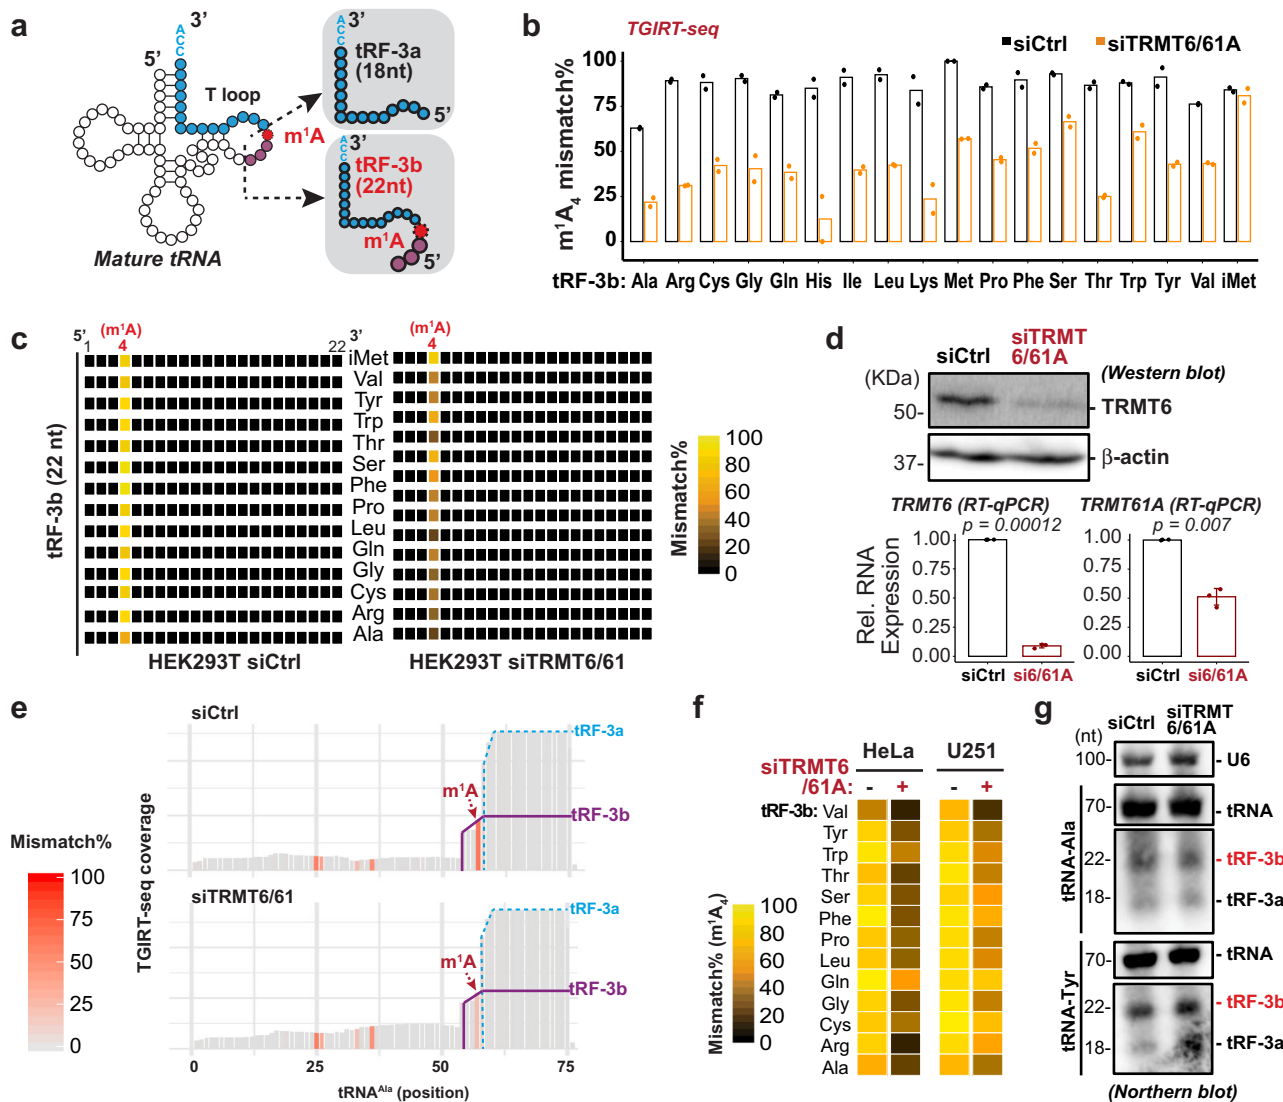 a
3’
A
C
C
5’
T loop
m¹A
Mature tRNA
3’
A
C
C
tRF-3a
(18nt)
5’
3’
A
C
C
tRF-3b
(22nt)
m¹A
5’
b
TGIRT-seq
siCtrl
siTRMT6/61A
m¹A₄ mismatch%
100
75
50
25
0
tRF-3b: Ala Arg Cys Gly Gln His Ile Leu Lys Met Pro Phe Ser Thr Trp Tyr Val iMet
c
5’ (m¹A) 3’ (m¹A)
1 4 22 4
tRF-3b (22 nt)
iMet
Val
Tyr
Trp
Thr
Ser
Phe
Pro
Leu
Gln
Gly
Cys
Arg
Ala
HEK293T siCtrl
HEK293T siTRMT6/61
Mismatch%
100
80
60
40
20
0
d
siCtrl
siTRMT
6/61A
(KDa)
(Western blot)
50-
- TRMT6
37-
- β-actin
TRMT6 (RT-qPCR)
p = 0.00012
TRMT61A (RT-qPCR)
p = 0.007
Rel. RNA
Expression
1.00
0.75
0.50
0.25
0.00
siCtrl si6/61A
1.00
0.75
0.50
0.25
0.00
siCtrl si6/61A
e
siCtrl
tRF-3a
m¹A
tRF-3b
siTRMT6/61
tRF-3a
m¹A
tRF-3b
TGIRT-seq coverage
Mismatch%
100
75
50
25
0
0 25 50 75
tRNAᴬˡᵃ (position)
f
HeLa U251
siTRMT6
/61A: - + - +
tRF-3b: Val
Tyr
Trp
Thr
Ser
Phe
Pro
Leu
Gln
Gly
Cys
Arg
Ala
Mismatch% (m¹A₄)
100
80
60
40
20
0
g
siCtrl
siTRMT
6/61A
(nt)
100-
- U6
tRNA-Ala
70-
- tRNA
22-
- tRF-3b
18-
- tRF-3a
tRNA-Tyr
70-
- tRNA
22-
- tRF-3b
18-
- tRF-3a
(Northern blot)